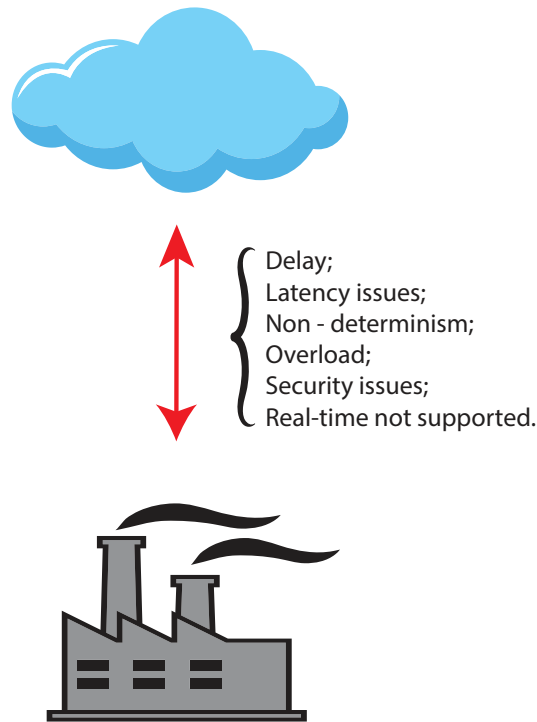 Delay;
Latency issues;
Non - determinism;
Overload;
Security issues;
Real-time not supported.